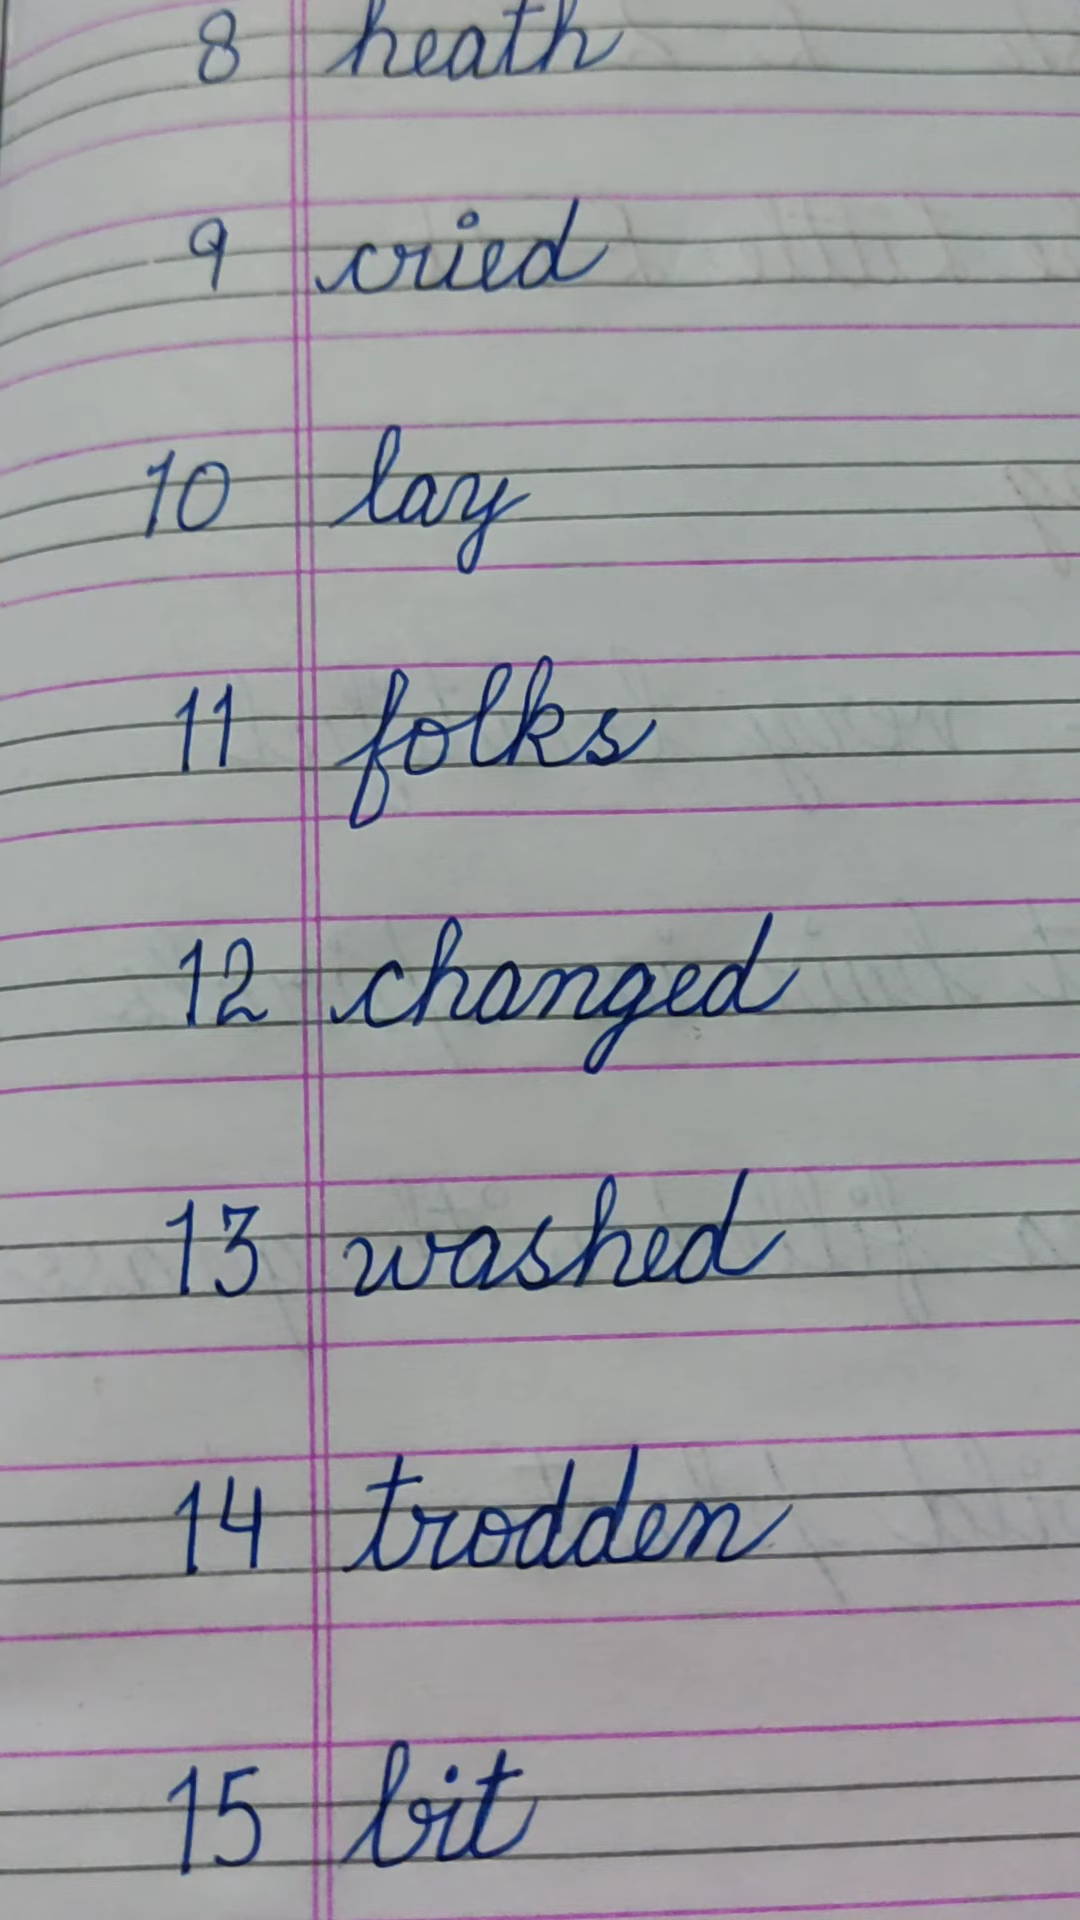 8 heath
9 cried
10 lay
11 folks
12 changed
13 washed
14 trodden
15 bit